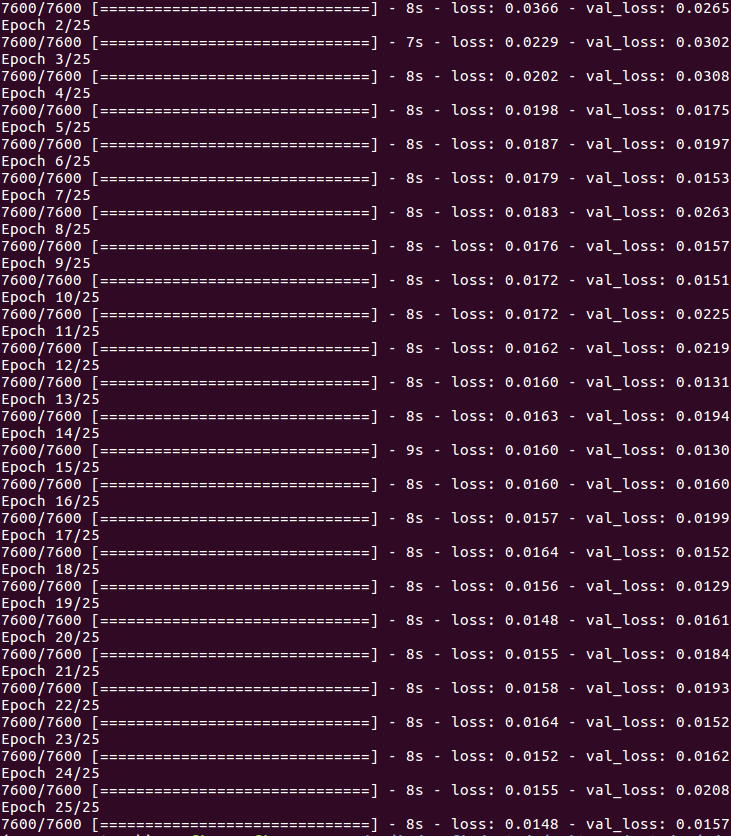 7600/7600 [==============================] - 8s - loss: 0.0366 - val_loss: 0.0265
Epoch 2/25
7600/7600 [==============================] - 7s - loss: 0.0229 - val_loss: 0.0302
Epoch 3/25
7600/7600 [==============================] - 8s - loss: 0.0202 - val_loss: 0.0308
Epoch 4/25
7600/7600 [==============================] - 8s - loss: 0.0198 - val_loss: 0.0175
Epoch 5/25
7600/7600 [==============================] - 8s - loss: 0.0187 - val_loss: 0.0197
Epoch 6/25
7600/7600 [==============================] - 8s - loss: 0.0179 - val_loss: 0.0153
Epoch 7/25
7600/7600 [==============================] - 8s - loss: 0.0183 - val_loss: 0.0263
Epoch 8/25
7600/7600 [==============================] - 8s - loss: 0.0176 - val_loss: 0.0157
Epoch 9/25
7600/7600 [==============================] - 8s - loss: 0.0172 - val_loss: 0.0151
Epoch 10/25
7600/7600 [==============================] - 8s - loss: 0.0172 - val_loss: 0.0225
Epoch 11/25
7600/7600 [==============================] - 8s - loss: 0.0162 - val_loss: 0.0219
Epoch 12/25
7600/7600 [==============================] - 8s - loss: 0.0160 - val_loss: 0.0131
Epoch 13/25
7600/7600 [==============================] - 8s - loss: 0.0163 - val_loss: 0.0194
Epoch 14/25
7600/7600 [==============================] - 9s - loss: 0.0160 - val_loss: 0.0130
Epoch 15/25
7600/7600 [==============================] - 8s - loss: 0.0160 - val_loss: 0.0160
Epoch 16/25
7600/7600 [==============================] - 8s - loss: 0.0157 - val_loss: 0.0199
Epoch 17/25
7600/7600 [==============================] - 8s - loss: 0.0164 - val_loss: 0.0152
Epoch 18/25
7600/7600 [==============================] - 8s - loss: 0.0156 - val_loss: 0.0129
Epoch 19/25
7600/7600 [==============================] - 8s - loss: 0.0148 - val_loss: 0.0161
Epoch 20/25
7600/7600 [==============================] - 8s - loss: 0.0155 - val_loss: 0.0184
Epoch 21/25
7600/7600 [==============================] - 8s - loss: 0.0158 - val_loss: 0.0193
Epoch 22/25
7600/7600 [==============================] - 8s - loss: 0.0164 - val_loss: 0.0152
Epoch 23/25
7600/7600 [==============================] - 8s - loss: 0.0152 - val_loss: 0.0162
Epoch 24/25
7600/7600 [==============================] - 8s - loss: 0.0155 - val_loss: 0.0208
Epoch 25/25
7600/7600 [==============================] - 8s - loss: 0.0148 - val_loss: 0.0157